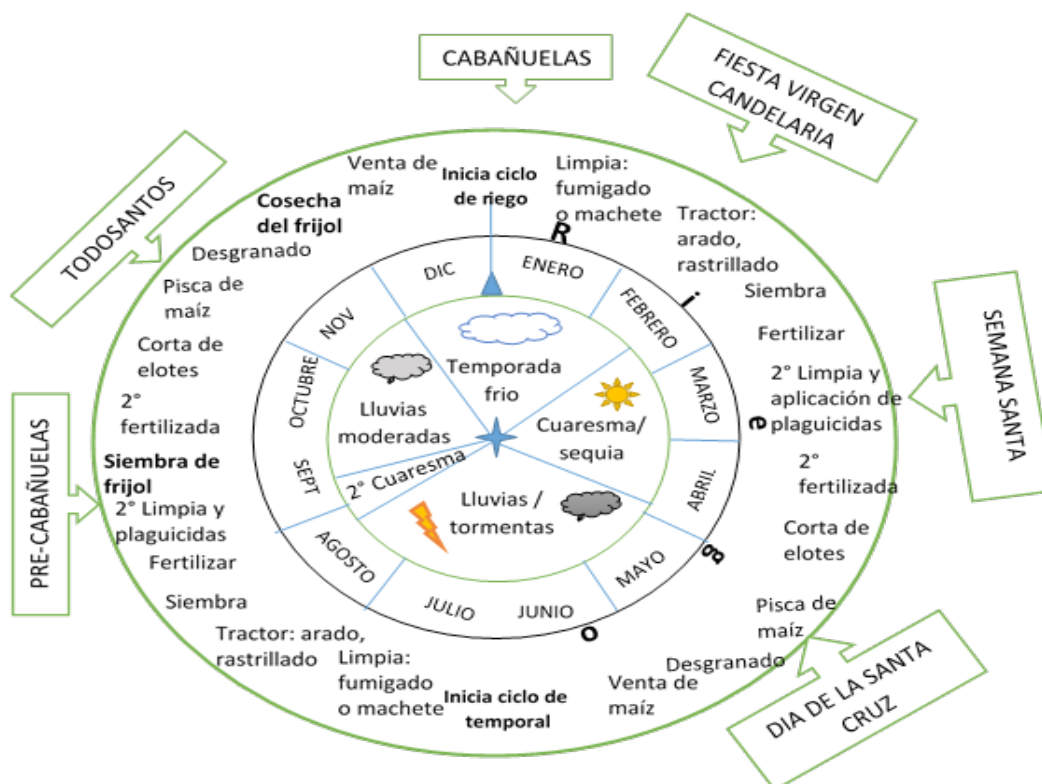 CABAÑUELAS
FIESTA VIRGEN
CANDELARIA
TODOSANTOS
PRE-CABAÑUELAS
SEMANA SANTA
DIA DE LA SANTA
CRUZ
Inicia ciclo
de riego
Limpia:
fumigado
o machete
Tractor:
arado,
rastrillado
Siembra
Fertilizar
2° Limpia y
aplicación de
plaguicidas
2°
fertilizada
Corta de
elotes
Pisca de
maíz
Desgranado
Venta de
maíz
Inicia ciclo de
temporal
Limpia:
fumigado
o machete
Tractor: arado,
rastrillado
Siembra
Fertilizar
2° Limpia y
plaguicidas
Siembra de
frijol
2°
fertilizada
Corta de
elotes
Pisca de
maíz
Desgranado
Cosecha
del frijol
Venta de
maíz
Riego
ENERO
FEBRERO
MARZO
ABRIL
MAYO
JUNIO
JULIO
AGOSTO
SEPT
OCTUBRE
NOV
DIC
Temporada
frio
Cuaresma/
sequia
Lluvias /
tormentas
2° Cuaresma
Lluvias
moderadas